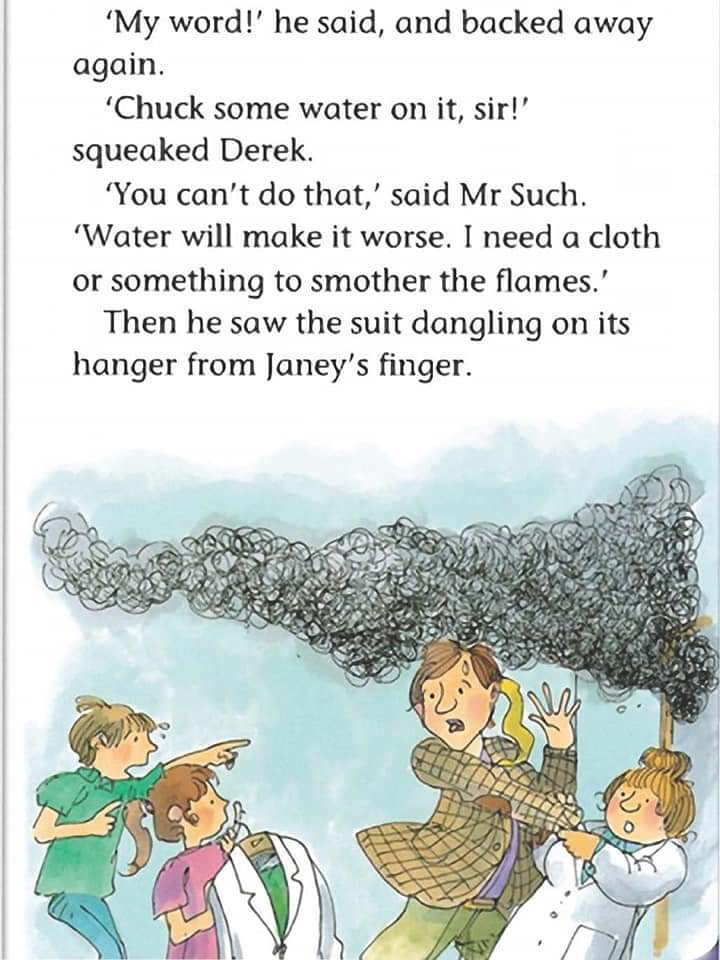 ‘My word!’ he said, and backed away
again.
‘Chuck some water on it, sir!’
squeaked Derek.
‘You can’t do that,’ said Mr Such.
‘Water will make it worse. I need a cloth
or something to smother the flames.’
Then he saw the suit dangling on its
hanger from Janey’s finger.